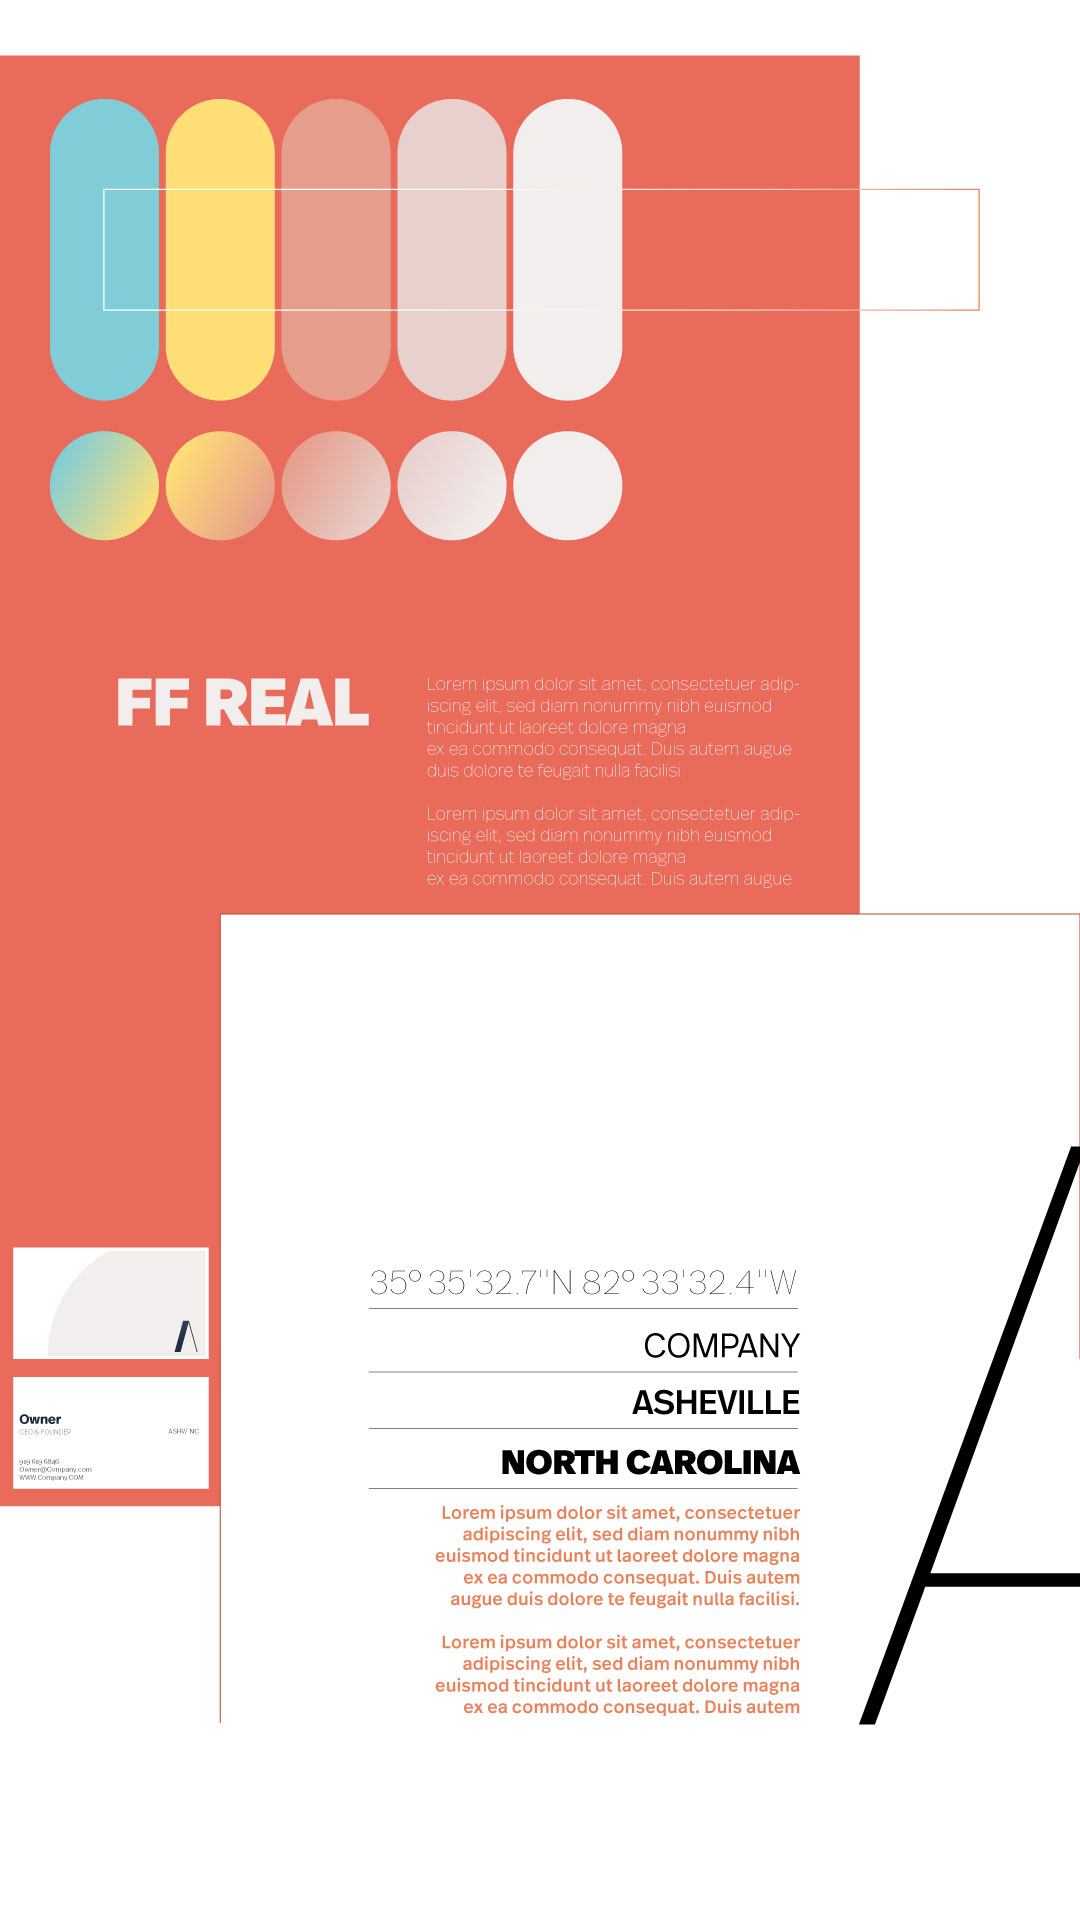 FF REAL
Lorem ipsum dolor sit amet, consectetuer adip-
iscing elit, sed diam nonummy nibh euismod
tincidunt ut laoreet dolore magna
ex ea commodo consequat. Duis autem augue
duis dolore te feugait nulla facilisi.
Lorem ipsum dolor sit amet, consectetuer adip-
iscing elit, sed diam nonummy nibh euismod
tincidunt ut laoreet dolore magna
ex ea commodo consequat. Duis autem augue
Owner
CEO & FOUNDER
ASHV/ NC
919 619 6846
Owner@Company.com
WWW.Company.COM
35° 35'32.7"N 82° 33'32.4"W
COMPANY
ASHEVILLE
NORTH CAROLINA
Lorem ipsum dolor sit amet, consectetuer
adipiscing elit, sed diam nonummy nibh
euismod tincidunt ut laoreet dolore magna
ex ea commodo consequat. Duis autem
augue duis dolore te feugait nulla facilisi.
Lorem ipsum dolor sit amet, consectetuer
adipiscing elit, sed diam nonummy nibh
euismod tincidunt ut laoreet dolore magna
ex ea commodo consequat. Duis autem